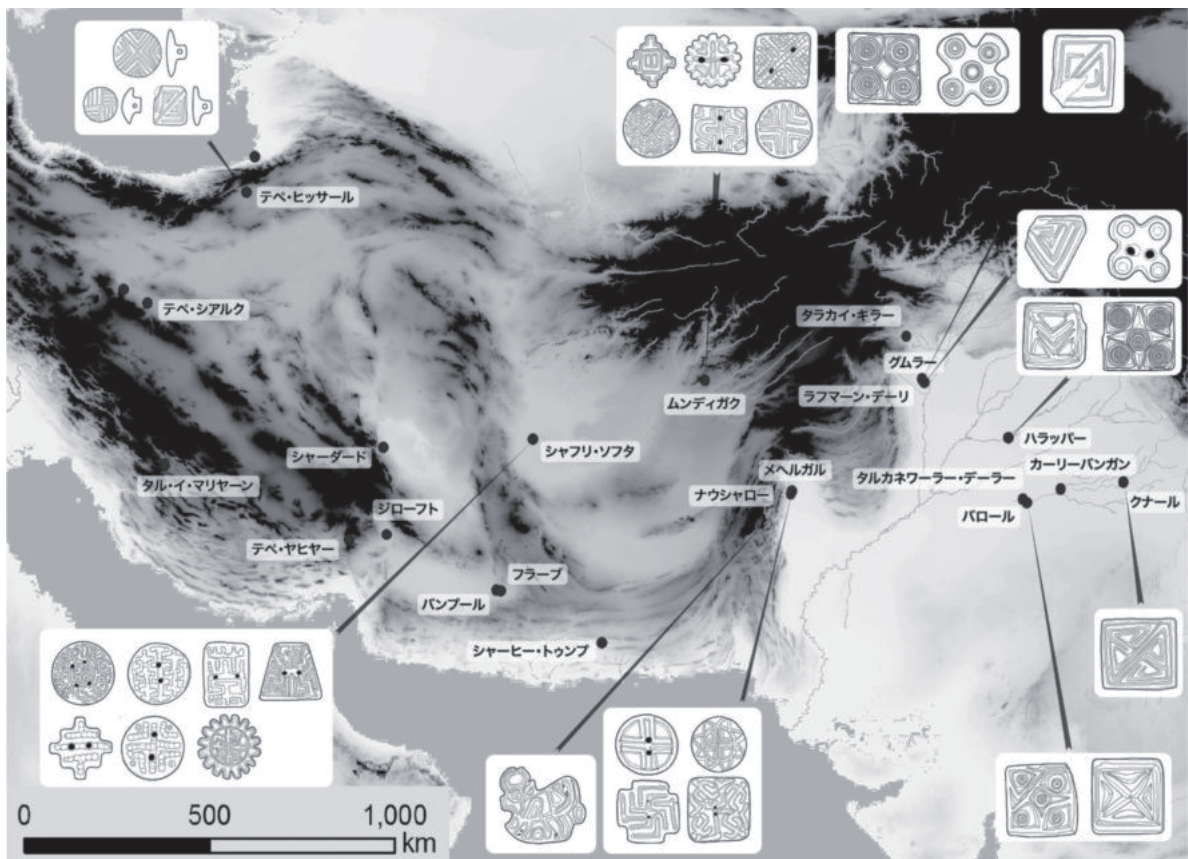 テペ・ヒッサール
テペ・シアルク
タラカイ・キラー
グムラー
ムンディガク
ラフマーン・デーリ
シャーダード
シャフリ・ソフタ
ハラッパー
メヘルガル
タル・イ・マリヤーン
ナウシャロー
タルカネワーラー・デーラー
カーリーバンガン
クナール
バロール
ジローフト
テペ・ヤヒヤー
フラーブ
バンプール
シャーヒー・トゥンプ
0 500 1,000
km